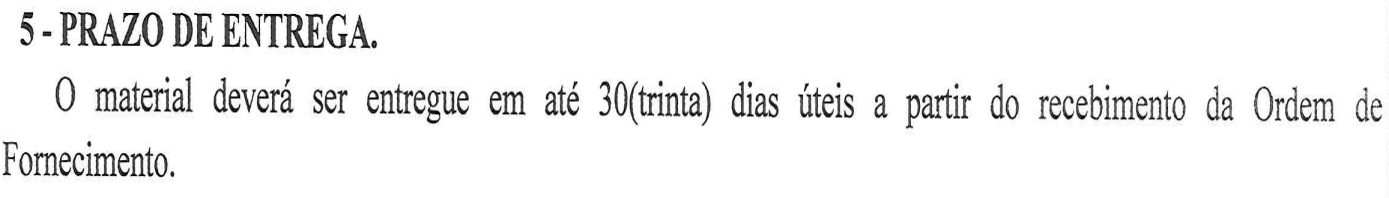 5 - PRAZO DE ENTREGA.
O material deverá ser entregue em até 30(trinta) dias úteis a partir do recebimento da Ordem de
Fornecimento.